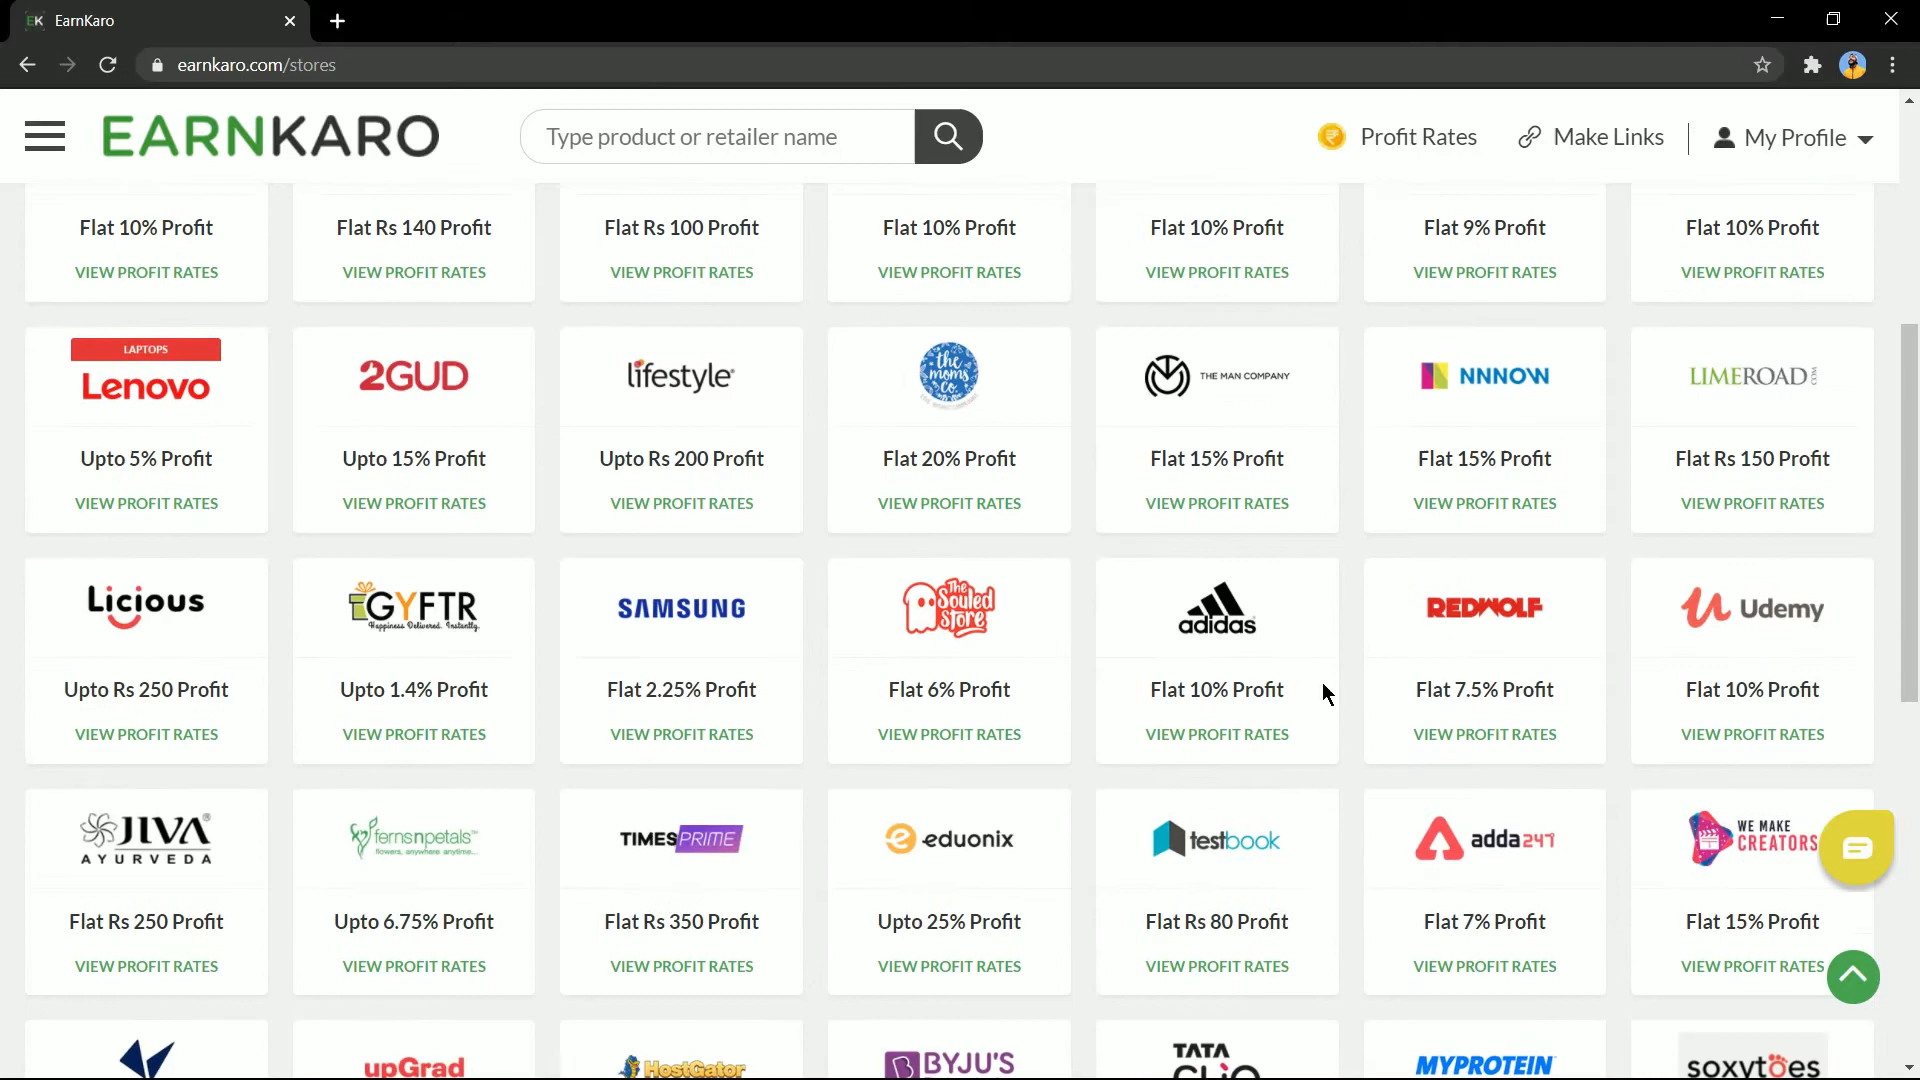 EK EarnKaro
earnkaro.com/stores
EARNKARO
Type product or retailer name
Profit Rates
Make Links
My Profile
Flat 10% Profit Flat Rs 140 Profit Flat Rs 100 Profit Flat 10% Profit Flat 10% Profit Flat 9% Profit Flat 10% Profit
VIEW PROFIT RATES VIEW PROFIT RATES VIEW PROFIT RATES VIEW PROFIT RATES VIEW PROFIT RATES VIEW PROFIT RATES VIEW PROFIT RATES
LAPTOPS
Lenovo 2GUD lifestyle the moms co. THE MAN COMPANY NNNOW LIMEROAD.COM
Upto 5% Profit Upto 15% Profit Upto Rs 200 Profit Flat 20% Profit Flat 15% Profit Flat 15% Profit Flat Rs 150 Profit
VIEW PROFIT RATES VIEW PROFIT RATES VIEW PROFIT RATES VIEW PROFIT RATES VIEW PROFIT RATES VIEW PROFIT RATES VIEW PROFIT RATES
Licious GYFTR SAMSUNG The Souled Store adidas REDWOLF Udemy
Happiness Delivered. Instantly.
Upto Rs 250 Profit Upto 1.4% Profit Flat 2.25% Profit Flat 6% Profit Flat 10% Profit Flat 7.5% Profit Flat 10% Profit
VIEW PROFIT RATES VIEW PROFIT RATES VIEW PROFIT RATES VIEW PROFIT RATES VIEW PROFIT RATES VIEW PROFIT RATES VIEW PROFIT RATES
JIVA AYURVEDA fernsnpetals TIMES PRIME eduonix testbook adda247 WE MAKE CREATORS
flowers, anywhere anytime...
Flat Rs 250 Profit Upto 6.75% Profit Flat Rs 350 Profit Upto 25% Profit Flat Rs 80 Profit Flat 7% Profit Flat 15% Profit
VIEW PROFIT RATES VIEW PROFIT RATES VIEW PROFIT RATES VIEW PROFIT RATES VIEW PROFIT RATES VIEW PROFIT RATES VIEW PROFIT RATES
upGrad HostGator BYJU'S TATA CLiQ MYPROTEIN soxytoes